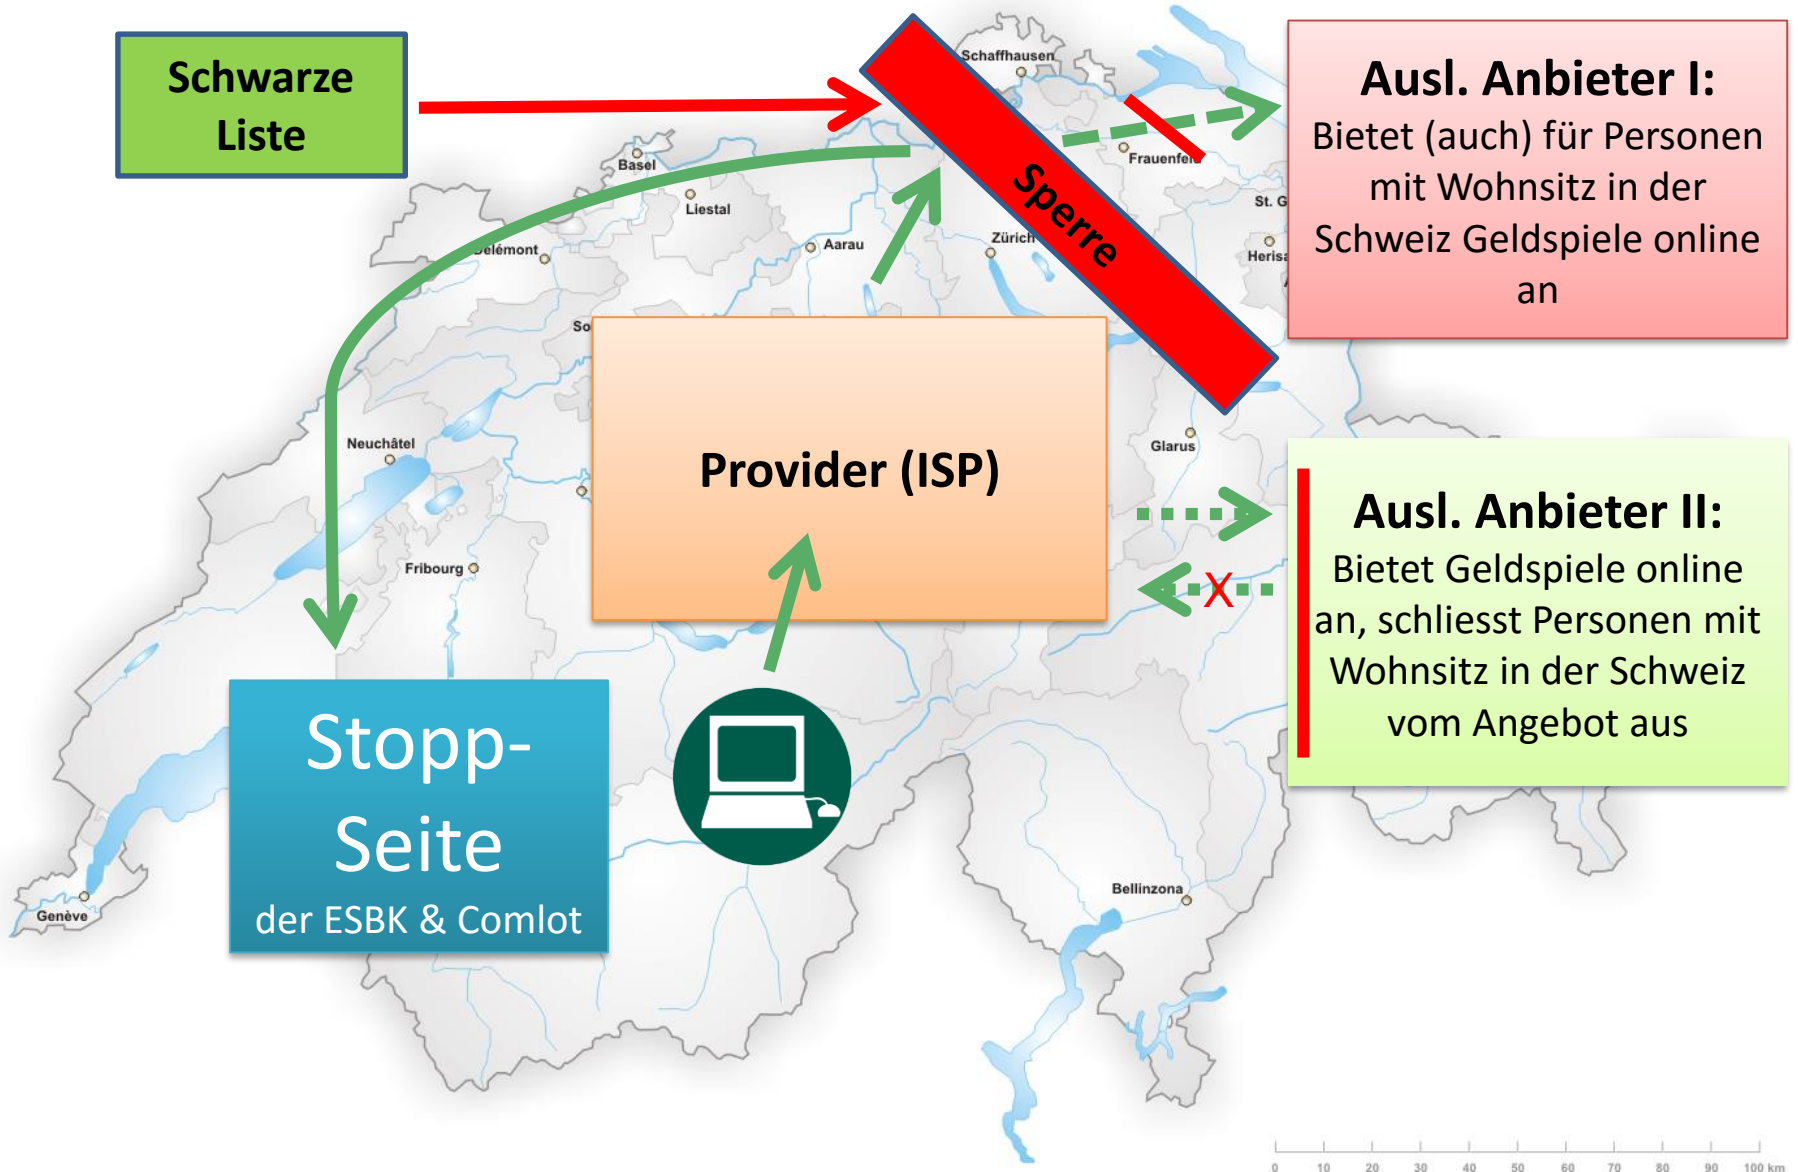 Schwarze
Liste
Sperre
Ausl. Anbieter I:
Bietet (auch) für Personen
mit Wohnsitz in der
Schweiz Geldspiele online
an
Provider (ISP)
Ausl. Anbieter II:
Bietet Geldspiele online
an, schliesst Personen mit
Wohnsitz in der Schweiz
vom Angebot aus
X
Stopp-
Seite
der ESBK & Comlot
Schaffhausen
Basel
Liestal
Frauenfeld
Delémont
Aarau
Zürich
St. G
Herisa
So
Neuchâtel
Glarus
Fribourg
Bellinzona
Genève
0 10 20 30 40 50 60 70 80 90 100 km